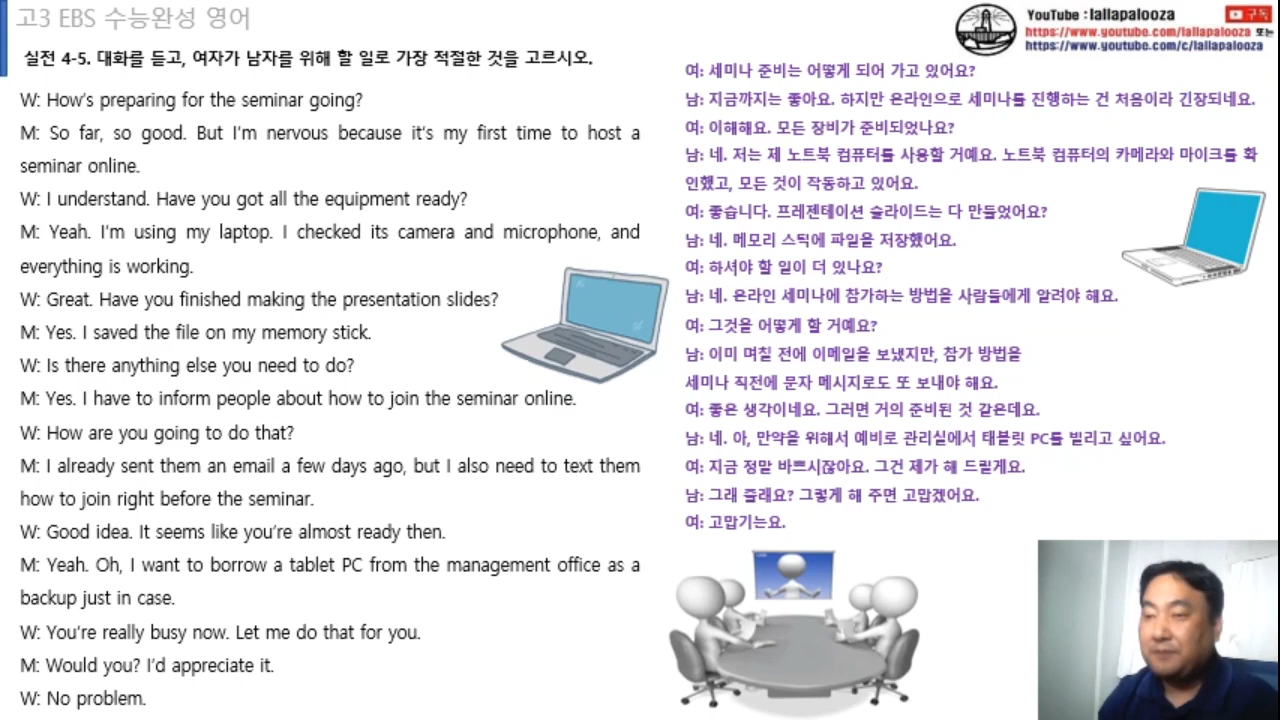 고3 EBS 수능완성 영어
YouTube : lallapalooza
구독
https://www.youtube.com/lallapalooza 또는
https://www.youtube.com/c/lallapalooza
실전 4-5. 대화를 듣고, 여자가 남자를 위해 할 일로 가장 적절한 것을 고르시오.
W: How's preparing for the seminar going?
M: So far, so good. But I'm nervous because it's my first time to host a
seminar online.
W: I understand. Have you got all the equipment ready?
M: Yeah. I'm using my laptop. I checked its camera and microphone, and
everything is working.
W: Great. Have you finished making the presentation slides?
M: Yes. I saved the file on my memory stick.
W: Is there anything else you need to do?
M: Yes. I have to inform people about how to join the seminar online.
W: How are you going to do that?
M: I already sent them an email a few days ago, but I also need to text them
how to join right before the seminar.
W: Good idea. It seems like you're almost ready then.
M: Yeah. Oh, I want to borrow a tablet PC from the management office as a
backup just in case.
W: You're really busy now. Let me do that for you.
M: Would you? I'd appreciate it.
W: No problem.
여: 세미나 준비는 어떻게 되어 가고 있어요?
남: 지금까지는 좋아요. 하지만 온라인으로 세미나를 진행하는 건 처음이라 긴장되네요.
여: 이해해요. 모든 장비가 준비되었나요?
남: 네. 저는 제 노트북 컴퓨터를 사용할 거예요. 노트북 컴퓨터의 카메라와 마이크를 확
인했고, 모든 것이 작동하고 있어요.
여: 좋습니다. 프레젠테이션 슬라이드는 다 만들었어요?
남: 네. 메모리 스틱에 파일을 저장했어요.
여: 하셔야 할 일이 더 있나요?
남: 네. 온라인 세미나에 참가하는 방법을 사람들에게 알려야 해요.
여: 그것을 어떻게 할 거예요?
남: 이미 며칠 전에 이메일을 보냈지만, 참가 방법을
세미나 직전에 문자 메시지로도 또 보내야 해요.
여: 좋은 생각이네요. 그러면 거의 준비된 것 같은데요.
남: 네. 아, 만약을 위해서 예비로 관리실에서 태블릿 PC를 빌리고 싶어요.
여: 지금 정말 바쁘시잖아요. 그건 제가 해 드릴게요.
남: 그래 줄래요? 그렇게 해 주면 고맙겠어요.
여: 고맙기는요.